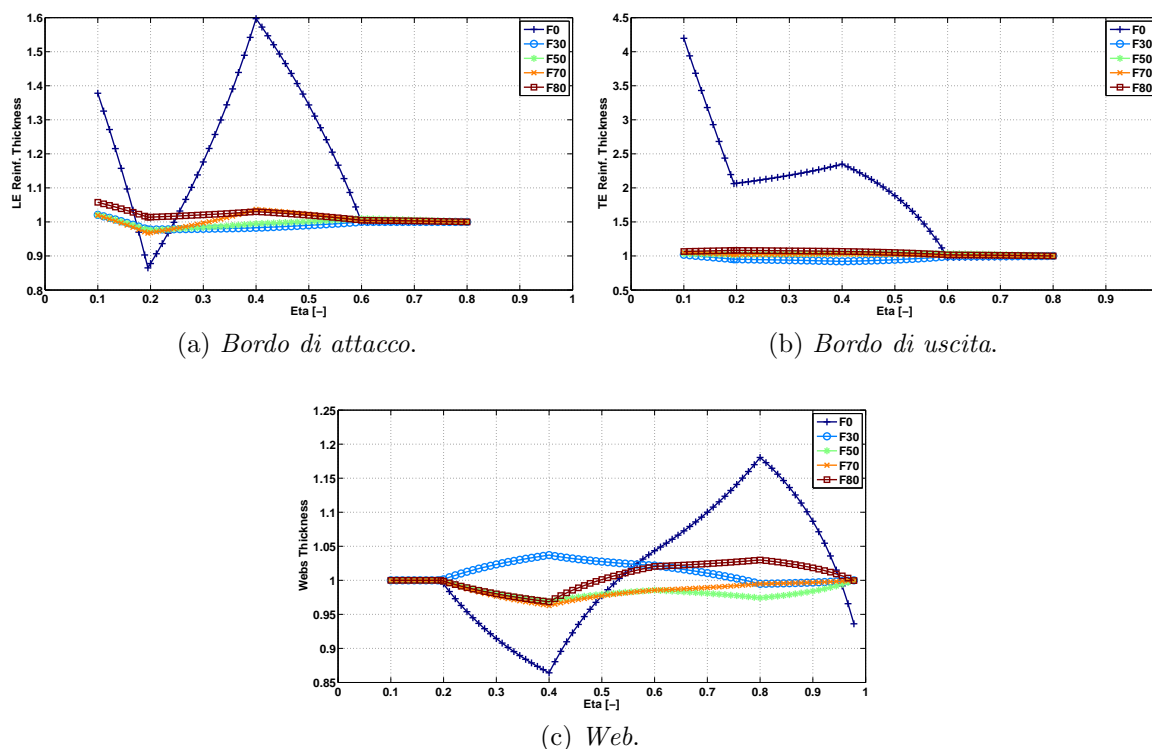 1.6
1.5
1.4
1.3
1.2
1.1
1
0.9
0.8
LE Reinf. Thickness
0 0.1 0.2 0.3 0.4 0.5 0.6 0.7 0.8 0.9 1
Eta [-]
F0
F30
F50
F70
F80
(a) Bordo di attacco.
4.5
4
3.5
3
2.5
2
1.5
1
0.5
TE Reinf. Thickness
0 0.1 0.2 0.3 0.4 0.5 0.6 0.7 0.8 0.9 1
Eta [-]
F0
F30
F50
F70
F80
(b) Bordo di uscita.
1.25
1.2
1.15
1.1
1.05
1
0.95
0.9
0.85
Webs Thickness
0 0.1 0.2 0.3 0.4 0.5 0.6 0.7 0.8 0.9 1
Eta [-]
F0
F30
F50
F70
F80
(c) Web.